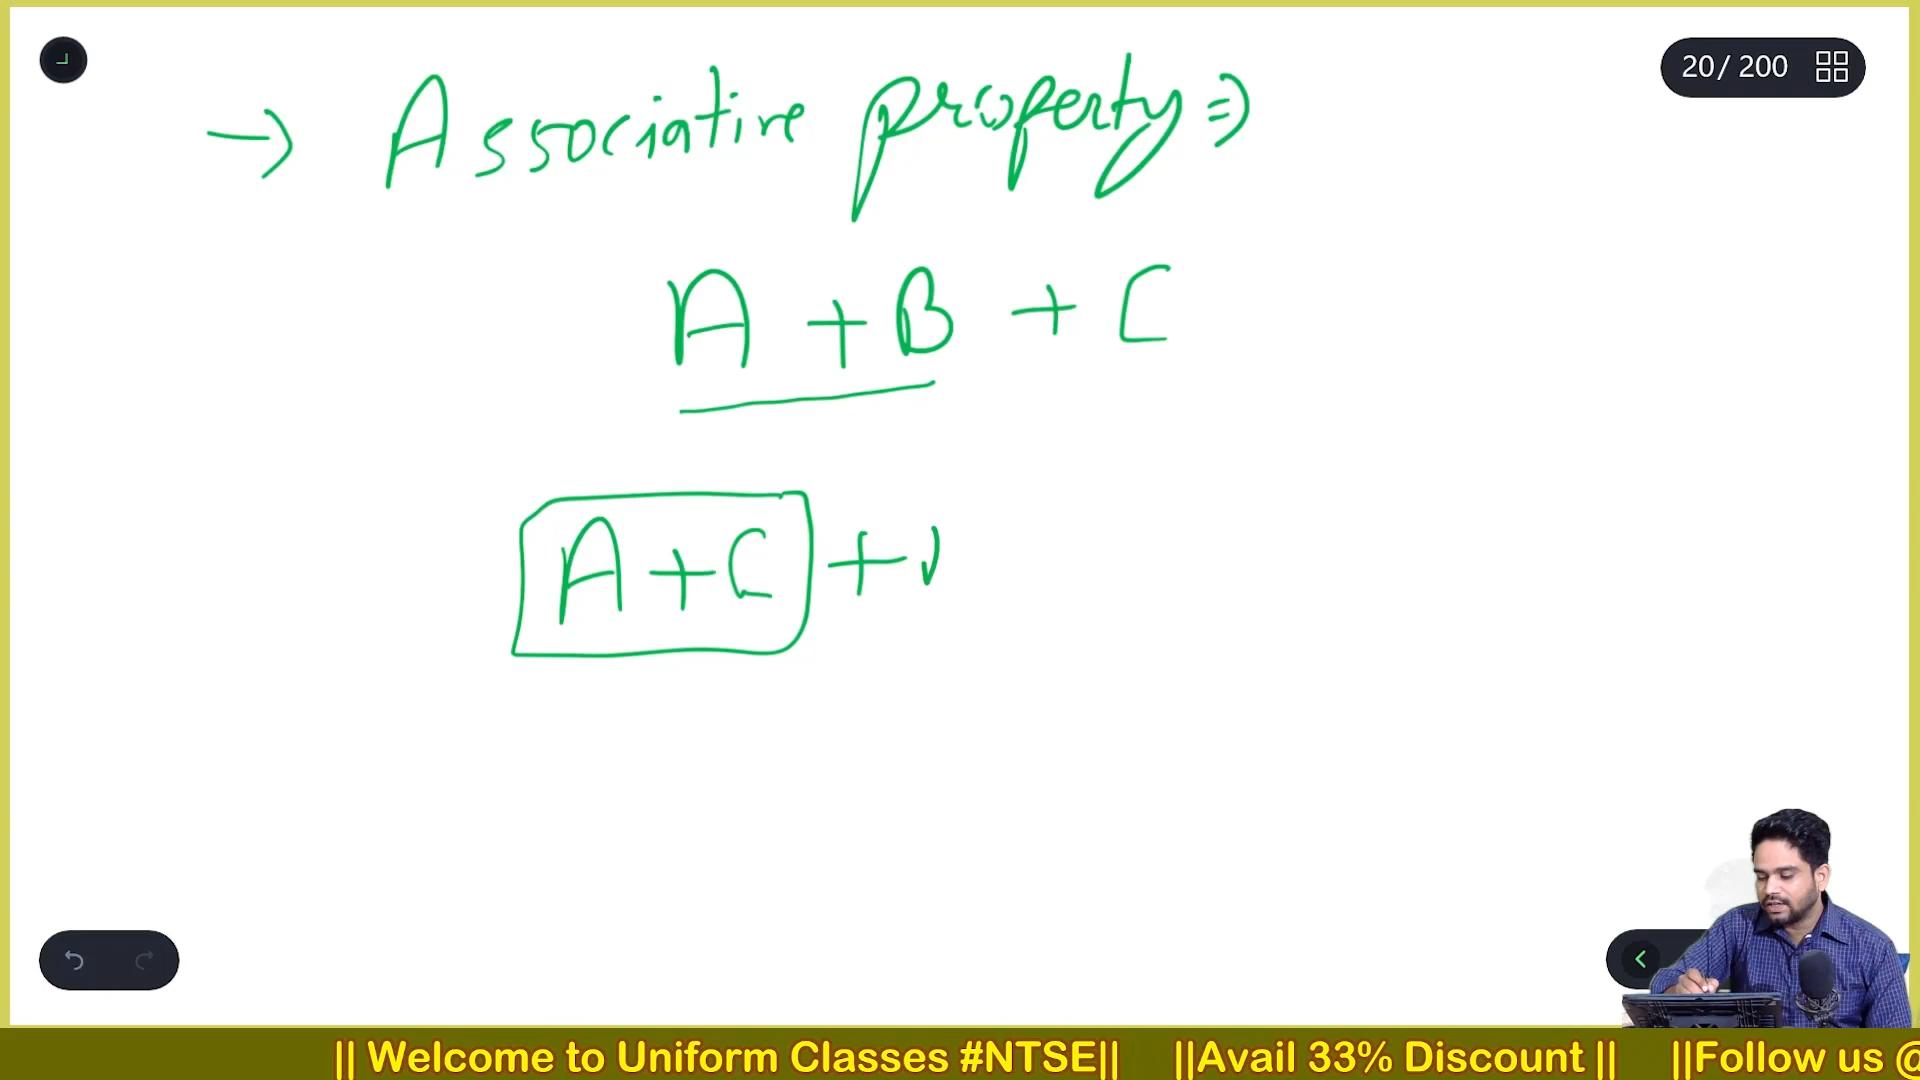 20/ 200
→ Associative property ⇒
A + B + C
A + C +
|| Welcome to Uniform Classes #NTSE|| ||Avail 33% Discount || ||Follow us @